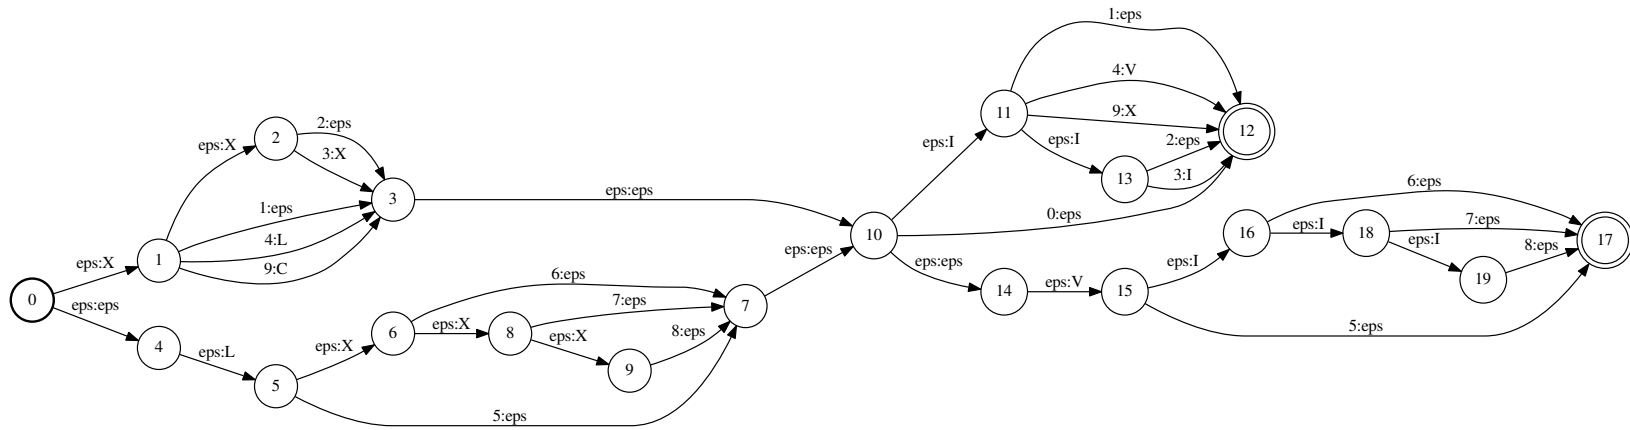 0
eps:X
eps:eps
1
4
eps:X
1:eps
4:L
9:C
eps:L
2
5
2:eps
3:X
eps:X
5:eps
3
6
eps:eps
6:eps
eps:X
8
7:eps
eps:X
9
8:eps
7
eps:eps
10
eps:I
0:eps
eps:eps
11
14
1:eps
4:V
9:X
eps:I
eps:V
13
15
2:eps
3:I
12
eps:I
5:eps
16
6:eps
eps:I
18
7:eps
eps:I
19
8:eps
17